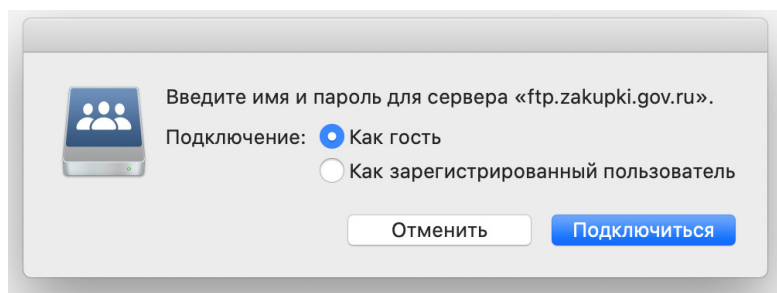 Введите имя и пароль для сервера «ftp.zakupki.gov.ru».
Подключение: Как гость
Как зарегистрированный пользователь
Отменить Подключиться